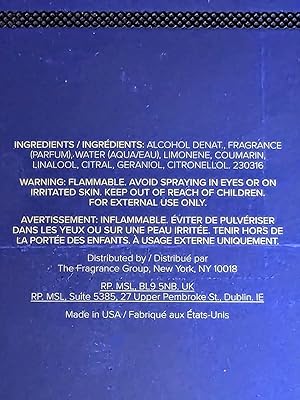 INGREDIENTS / INGRÉDIENTS: ALCOHOL DENAT., FRAGRANCE
(PARFUM), WATER (AQUA/EAU), LIMONENE, COUMARIN,
LINALOOL, CITRAL, GERANIOL, CITRONELLOL 230316
WARNING: FLAMMABLE. AVOID SPRAYING IN EYES OR ON
IRRITATED SKIN. KEEP OUT OF REACH OF CHILDREN.
FOR EXTERNAL USE ONLY.
AVERTISSEMENT: INFLAMMABLE. ÉVITER DE PULVÉRISER
DANS LES YEUX OU SUR UNE PEAU IRRITÉE. TENIR HORS DE
LA PORTÉE DES ENFANTS. À USAGE EXTERNE UNIQUEMENT.
Distributed by / Distribué par
The Fragrance Group, New York, NY 10018
RP. MSL, BL9 5NB, UK
RP. MSL, Suite 5385, 27 Upper Pembroke St., Dublin, IE
Made in USA / Fabriqué aux États-Unis